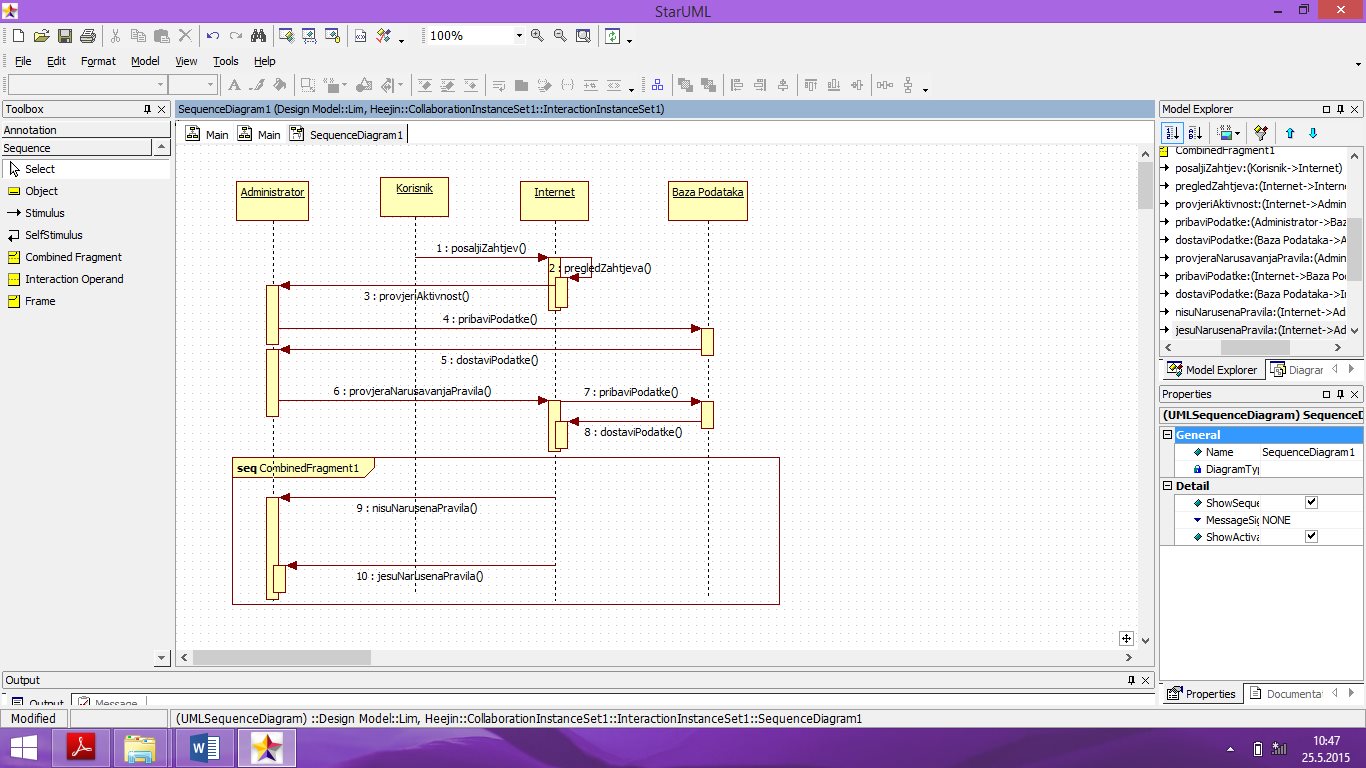 StarUML
100%
File Edit Format Model View Tools Help
Toolbox
Annotation
Sequence
Select
Object
Stimulus
SelfStimulus
Combined Fragment
Interaction Operand
Frame
SequenceDiagram1 (Design Model::Lim, Heejin::CollaborationInstanceSet1::InteractionInstanceSet1)
Main Main SequenceDiagram1
Administrator
Korisnik
Internet
Baza Podataka
1 : posaljiZahtjev()
2 : pregledZahtjeva()
3 : provjeriAktivnost()
4 : pribaviPodatke()
5 : dostaviPodatke()
6 : provjeraNarusavanjaPravila()
7 : pribaviPodatke()
8 : dostaviPodatke()
seq CombinedFragment1
9 : nisuNarusenaPravila()
10 : jesuNarusenaPravila()
Model Explorer
CombinedFragment1
posaljiZahtjev:(Korisnik->Internet)
pregledZahtjeva:(Internet->Intern
provjeriAktivnost:(Internet->Admin
pribaviPodatke:(Administrator->Baz
dostaviPodatke:(Baza Podataka->A
provjeraNarusavanjaPravila:(Admin
pribaviPodatke:(Internet->Baza Po
dostaviPodatke:(Baza Podataka->I
nisuNarusenaPravila:(Internet->Ad
jesuNarusenaPravila:(Internet->Ad
Model Explorer Diagrar
Properties
(UMLSequenceDiagram) SequenceD
General
Name SequenceDiagram1
DiagramTy
Detail
ShowSeque
MessageSig NONE
ShowActiva
Properties Documenta
Output
Output Message
Modified (UMLSequenceDiagram) ::Design Model::Lim, Heejin::CollaborationInstanceSet1::InteractionInstanceSet1::SequenceDiagram1
10:47
25.5.2015